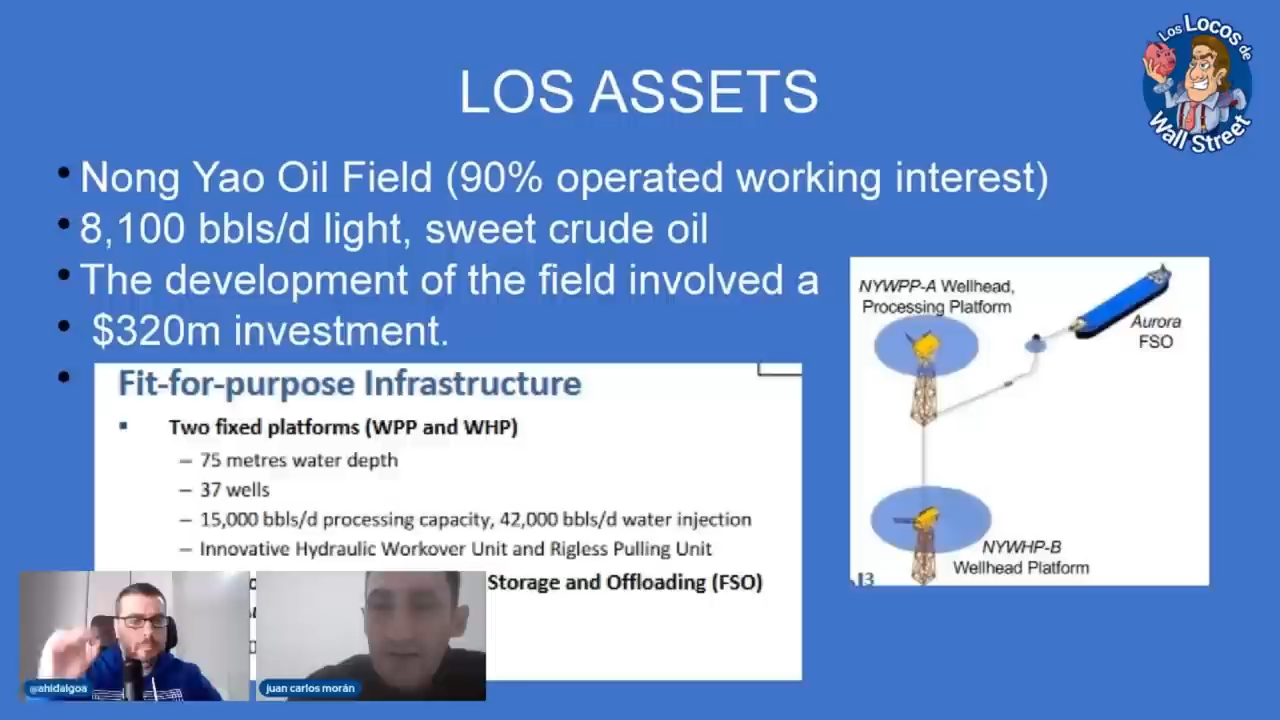 Los Locos de
Wall Street
LOS ASSETS
Nong Yao Oil Field (90% operated working interest)
8,100 bbls/d light, sweet crude oil
The development of the field involved a
$320m investment.
Fit-for-purpose Infrastructure
Two fixed platforms (WPP and WHP)
– 75 metres water depth
– 37 wells
– 15,000 bbls/d processing capacity, 42,000 bbls/d water injection
– Innovative Hydraulic Workover Unit and Rigless Pulling Unit
Storage and Offloading (FSO)
NYWPP-A Wellhead,
Processing Platform
Aurora
FSO
NYWHP-B
Wellhead Platform
@ahidalgoa
juan carlos morán